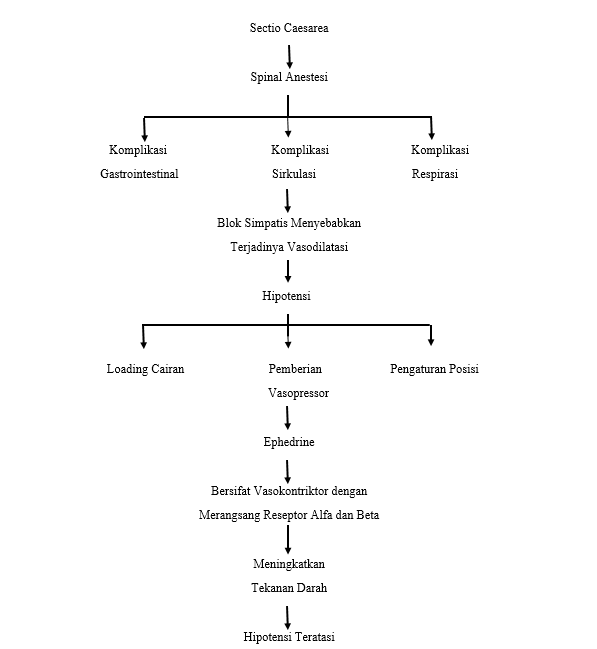 Sectio Caesarea
Spinal Anestesi
Komplikasi
Gastrointestinal
Komplikasi
Sirkulasi
Komplikasi
Respirasi
Blok Simpatis Menyebabkan
Terjadinya Vasodilatasi
Hipotensi
Loading Cairan
Pemberian
Vasopressor
Pengaturan Posisi
Ephedrine
Bersifat Vasokontriktor dengan
Merangsang Reseptor Alfa dan Beta
Meningkatkan
Tekanan Darah
Hipotensi Teratasi